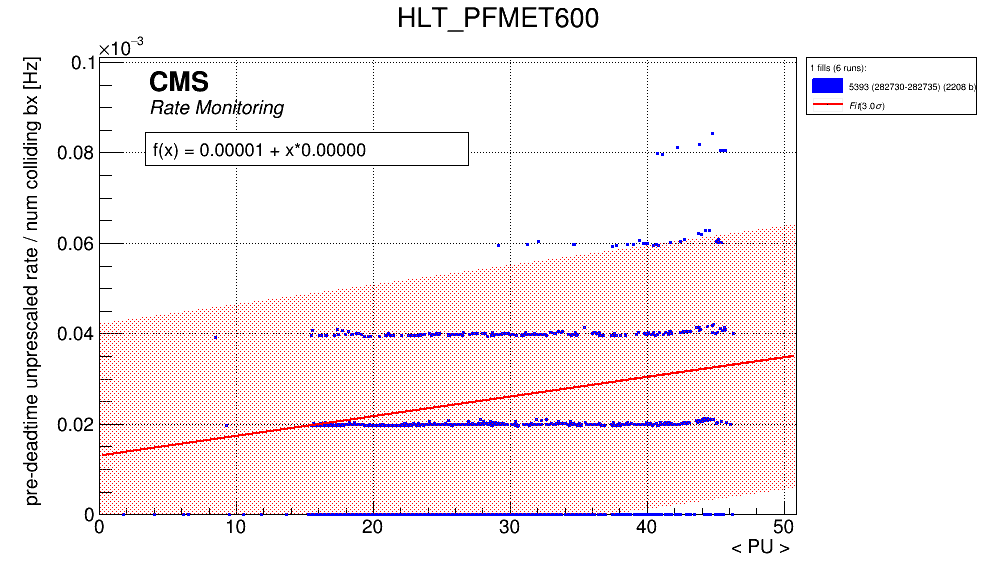 HLT_PFMET600
×10⁻³
pre-deadtime unprescaled rate / num colliding bx [Hz]
0.1
0.08
0.06
0.04
0.02
0
CMS
Rate Monitoring
f(x) = 0.00001 + x*0.00000
1 fills (6 runs):
5393 (282730-282735) (2208 b)
Fit(3.0σ)
0 10 20 30 40 50
< PU >